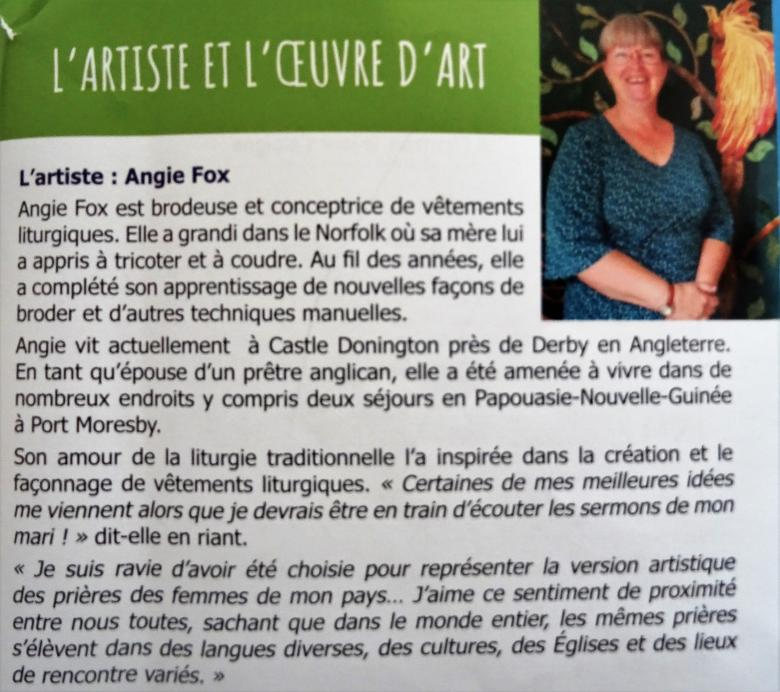 L'ARTISTE ET L'ŒUVRE D'ART
L'artiste : Angie Fox
Angie Fox est brodeuse et conceptrice de vêtements
liturgiques. Elle a grandi dans le Norfolk où sa mère lui
a appris à tricoter et à coudre. Au fil des années, elle
a complété son apprentissage de nouvelles façons de
broder et d'autres techniques manuelles.
Angie vit actuellement à Castle Donington près de Derby en Angleterre.
En tant qu'épouse d'un prêtre anglican, elle a été amenée à vivre dans de
nombreux endroits y compris deux séjours en Papouasie-Nouvelle-Guinée
à Port Moresby.
Son amour de la liturgie traditionnelle l'a inspirée dans la création et le
façonnage de vêtements liturgiques. « Certaines de mes meilleures idées
me viennent alors que je devrais être en train d'écouter les sermons de mon
mari ! » dit-elle en riant.
« Je suis ravie d'avoir été choisie pour représenter la version artistique
des prières des femmes de mon pays... J'aime ce sentiment de proximité
entre nous toutes, sachant que dans le monde entier, les mêmes prières
s'élèvent dans des langues diverses, des cultures, des Églises et des lieux
de rencontre variés. »